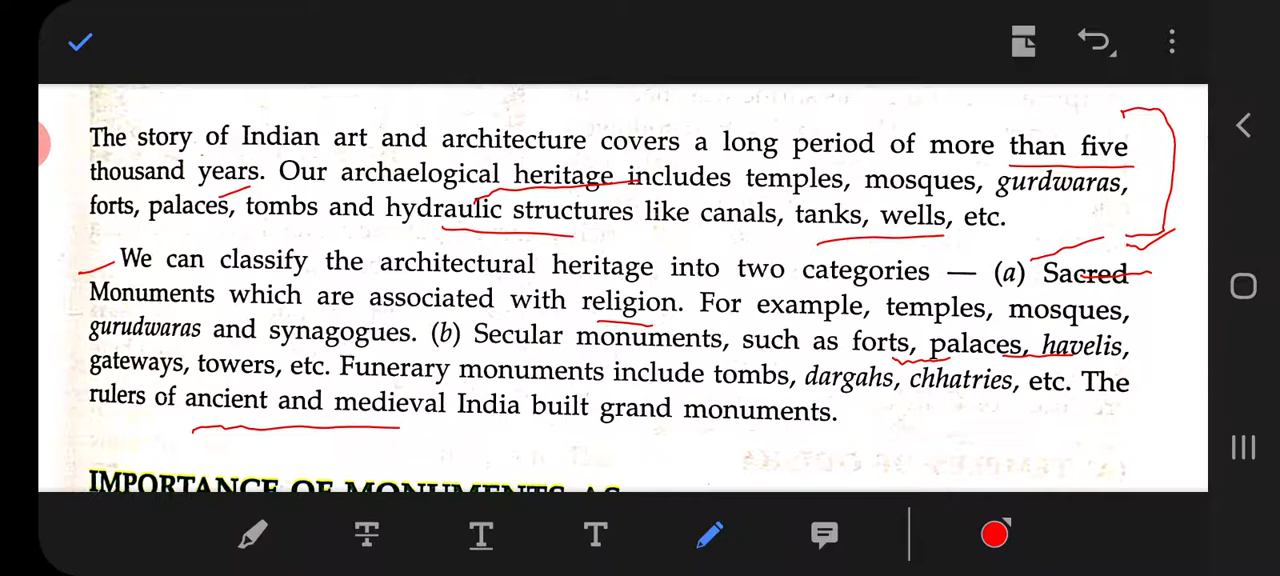 The story of Indian art and architecture covers a long period of more than five
thousand years. Our archaelogical heritage includes temples, mosques, gurdwaras,
forts, palaces, tombs and hydraulic structures like canals, tanks, wells, etc.
We can classify the architectural heritage into two categories — (a) Sacred
Monuments which are associated with religion. For example, temples, mosques,
gurudwaras and synagogues. (b) Secular monuments, such as forts, palaces, havelis,
gateways, towers, etc. Funerary monuments include tombs, dargahs, chhatries, etc. The
rulers of ancient and medieval India built grand monuments.
IMPORTANCE OF MONUMENTS AS
T T T